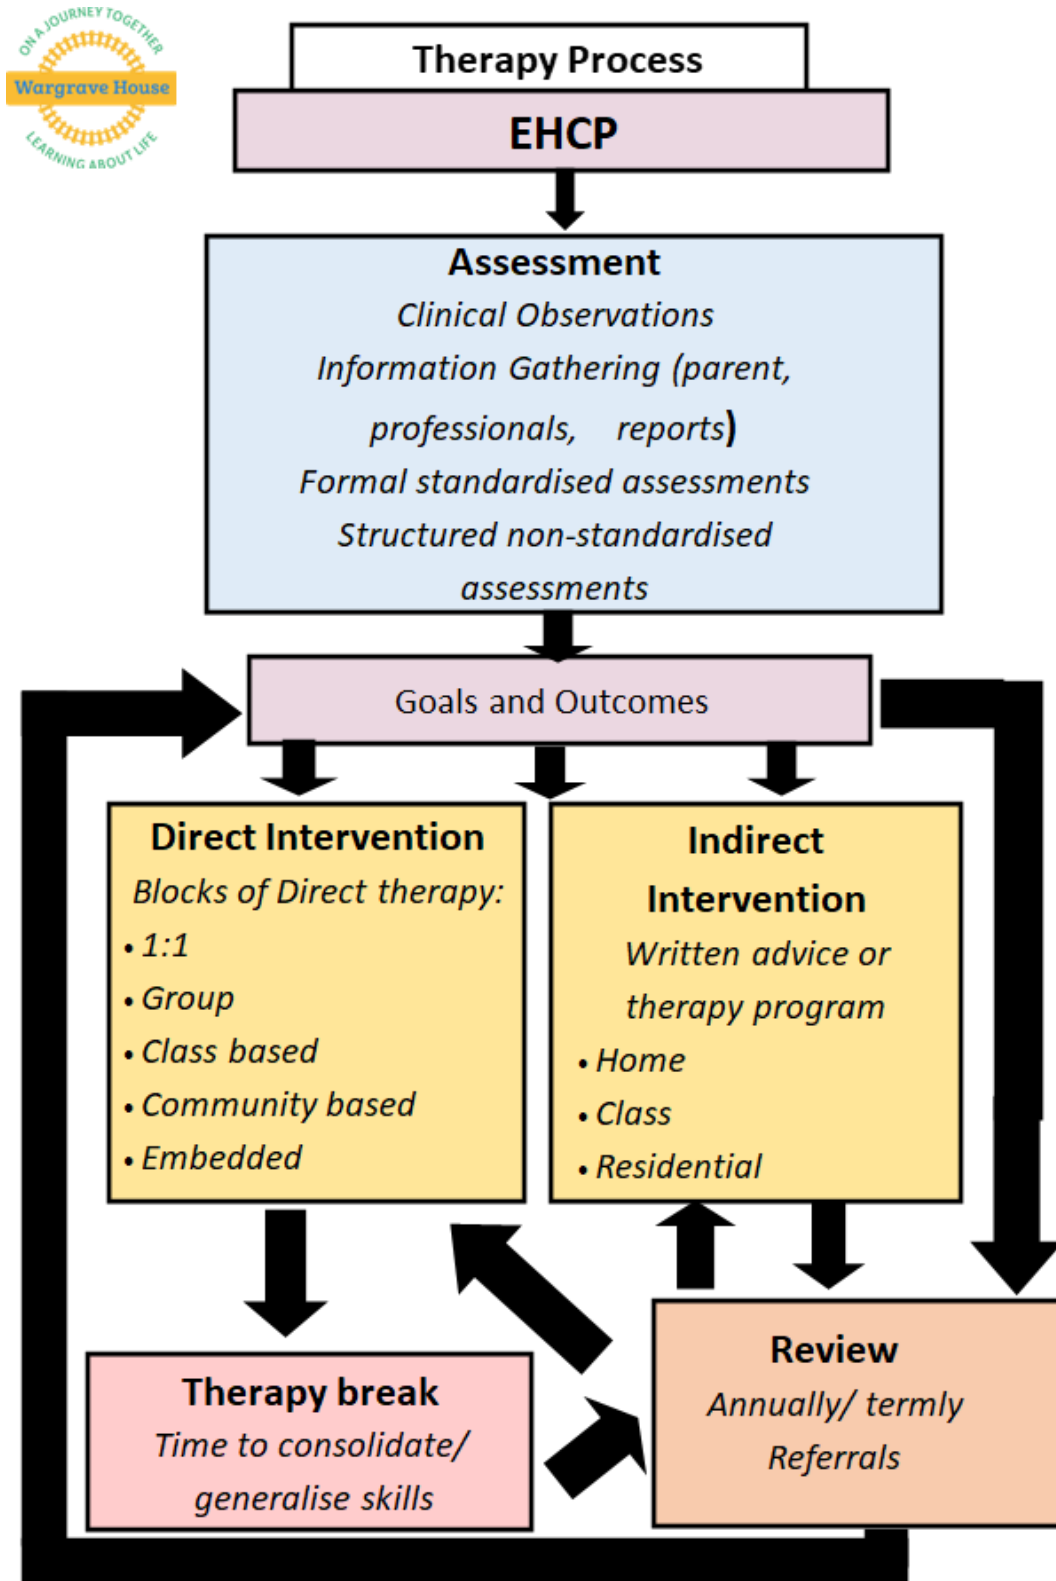 ON A JOURNEY TOGETHER
Wargrave House
LEARNING ABOUT LIFE
Therapy Process
EHCP
Assessment
Clinical Observations
Information Gathering (parent,
professionals, reports)
Formal standardised assessments
Structured non-standardised
assessments
Goals and Outcomes
Direct Intervention
Blocks of Direct therapy:
• 1:1
• Group
• Class based
• Community based
• Embedded
Indirect
Intervention
Written advice or
therapy program
• Home
• Class
• Residential
Therapy break
Time to consolidate/
generalise skills
Review
Annually/ termly
Referrals